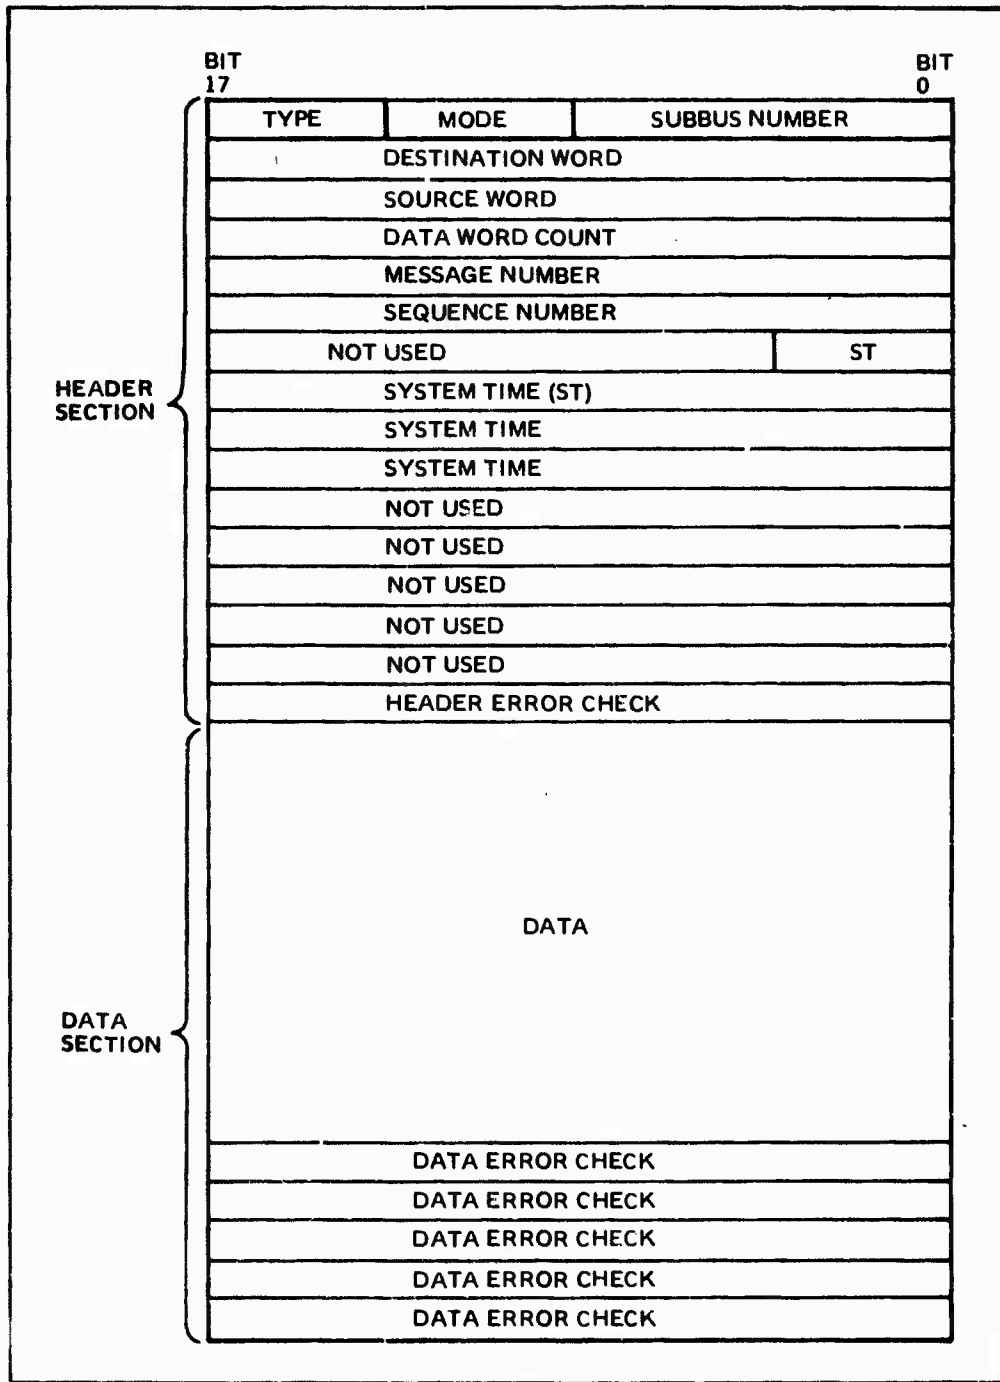 BIT BIT
17 0
TYPE MODE SUBBUS NUMBER
DESTINATION WORD
SOURCE WORD
DATA WORD COUNT
MESSAGE NUMBER
SEQUENCE NUMBER
NOT USED ST
HEADER
SECTION
SYSTEM TIME (ST)
SYSTEM TIME
SYSTEM TIME
NOT USED
NOT USED
NOT USED
NOT USED
NOT USED
HEADER ERROR CHECK
DATA
DATA
SECTION
DATA ERROR CHECK
DATA ERROR CHECK
DATA ERROR CHECK
DATA ERROR CHECK
DATA ERROR CHECK